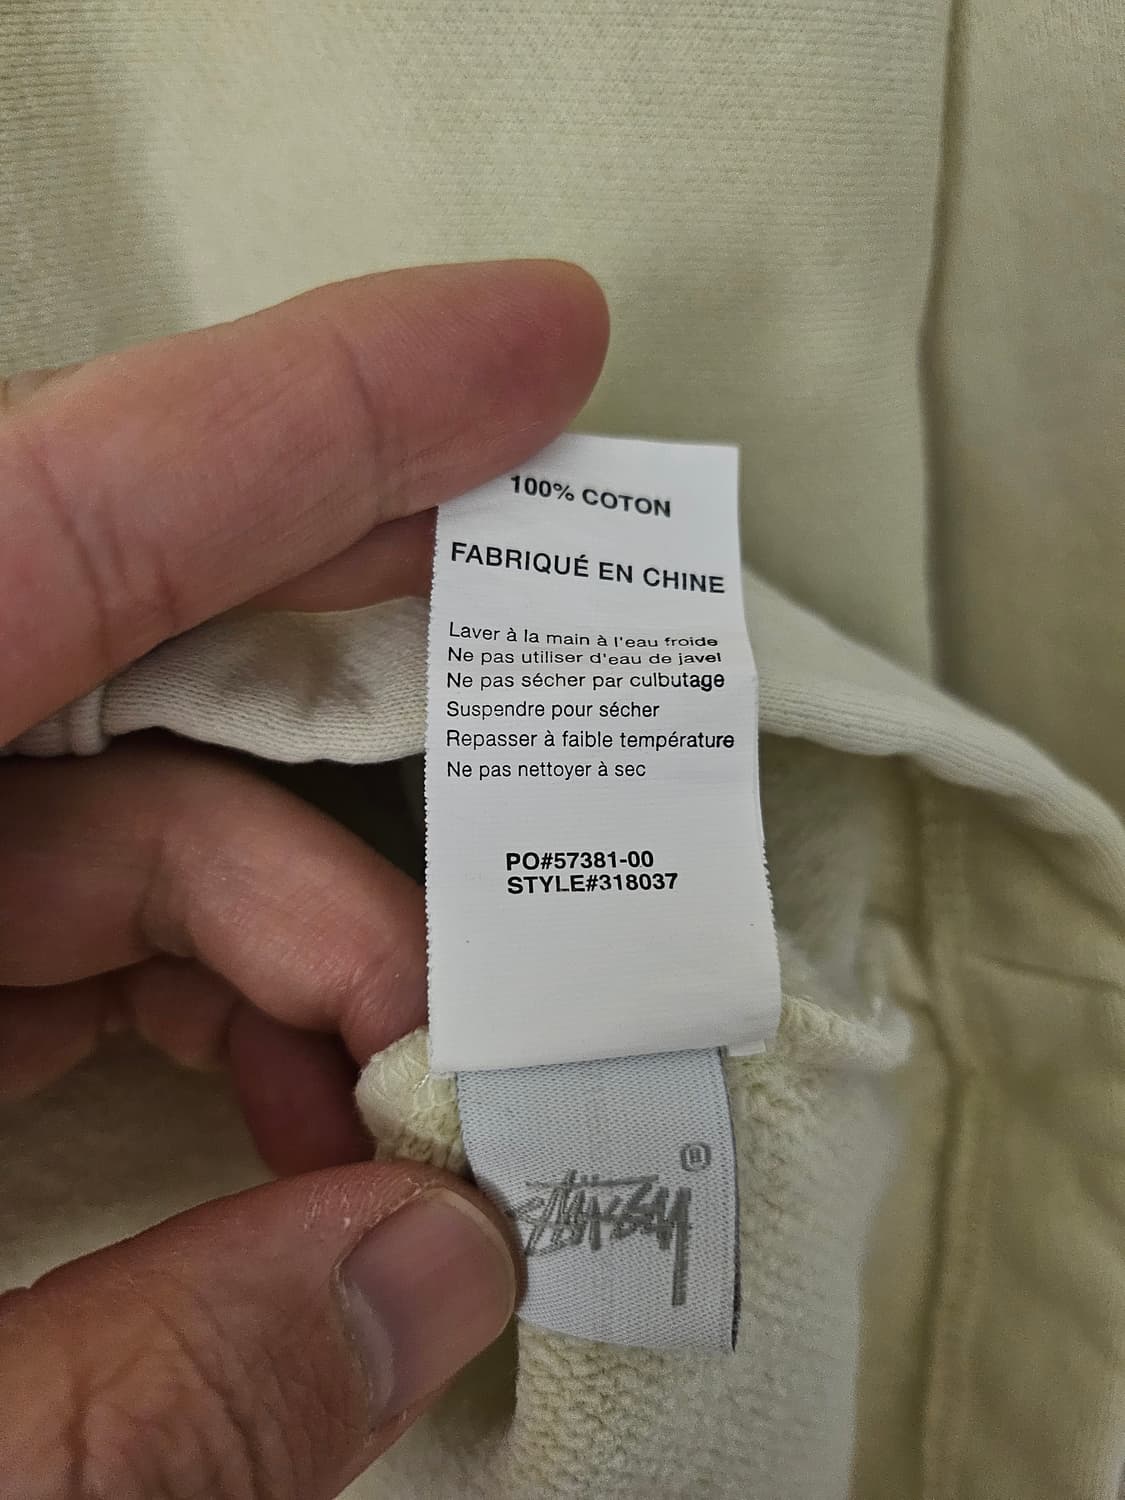 100% COTON
FABRIQUÉ EN CHINE
Laver à la main à l'eau froide
Ne pas utiliser d'eau de javel
Ne pas sécher par culbutage
Suspendre pour sécher
Repasser à faible température
Ne pas nettoyer à sec
PO#57381-00
STYLE#318037
®
STÜSSY